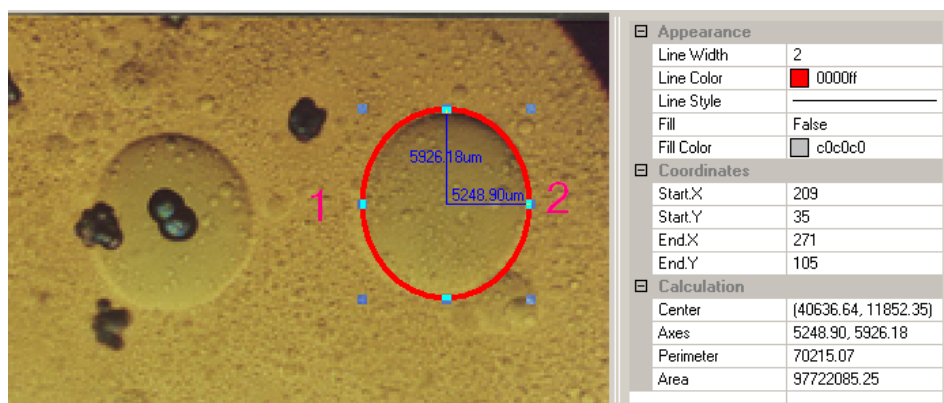 5926.18um
5248.90um
1
2
Appearance
Line Width 2
Line Color 0000ff
Line Style
Fill False
Fill Color c0c0c0
Coordinates
Start.X 209
Start.Y 35
End.X 271
End.Y 105
Calculation
Center (40636.64, 11852.35)
Axes 5248.90, 5926.18
Perimeter 70215.07
Area 97722085.25